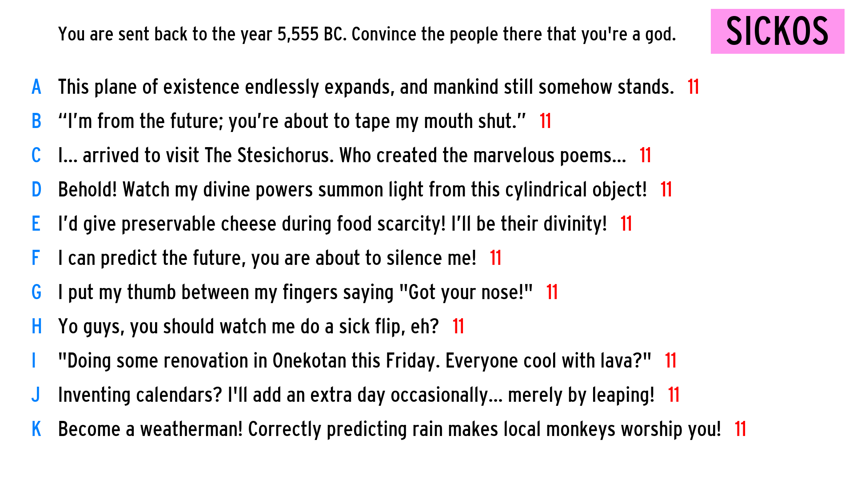 You are sent back to the year 5,555 BC. Convince the people there that you're a god.
SICKOS
A This plane of existence endlessly expands, and mankind still somehow stands. 11
B “I’m from the future; you’re about to tape my mouth shut.” 11
C I... arrived to visit The Stesichorus. Who created the marvelous poems... 11
D Behold! Watch my divine powers summon light from this cylindrical object! 11
E I’d give preservable cheese during food scarcity! I’ll be their divinity! 11
F I can predict the future, you are about to silence me! 11
G I put my thumb between my fingers saying "Got your nose!" 11
H Yo guys, you should watch me do a sick flip, eh? 11
I "Doing some renovation in Onekotan this Friday. Everyone cool with lava?" 11
J Inventing calendars? I'll add an extra day occasionally... merely by leaping! 11
K Become a weatherman! Correctly predicting rain makes local monkeys worship you! 11